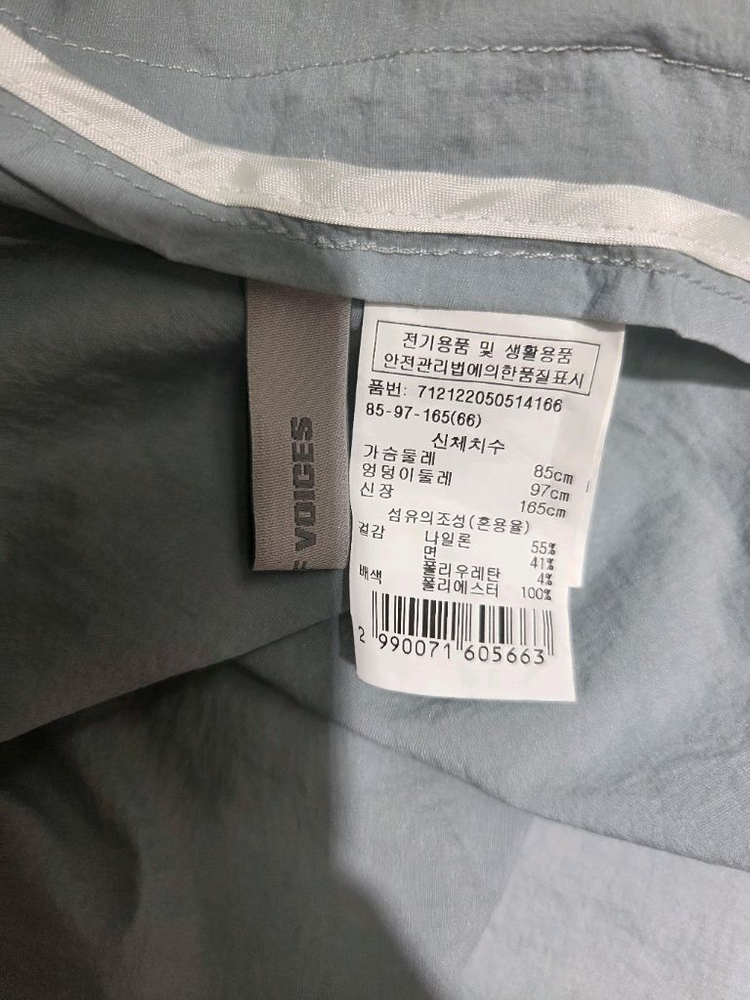 F VOICES
전기용품 및 생활용품
안전관리법에의한품질표시
품번: 712122050514166
85-97-165(66)
신체치수
가슴둘레 85cm
엉덩이둘레 97cm
신장 165cm
섬유의조성(혼용율)
겉감 나일론 55%
면 41%
폴리우레탄 4%
배색 폴리에스터 100%
2 990071 605663